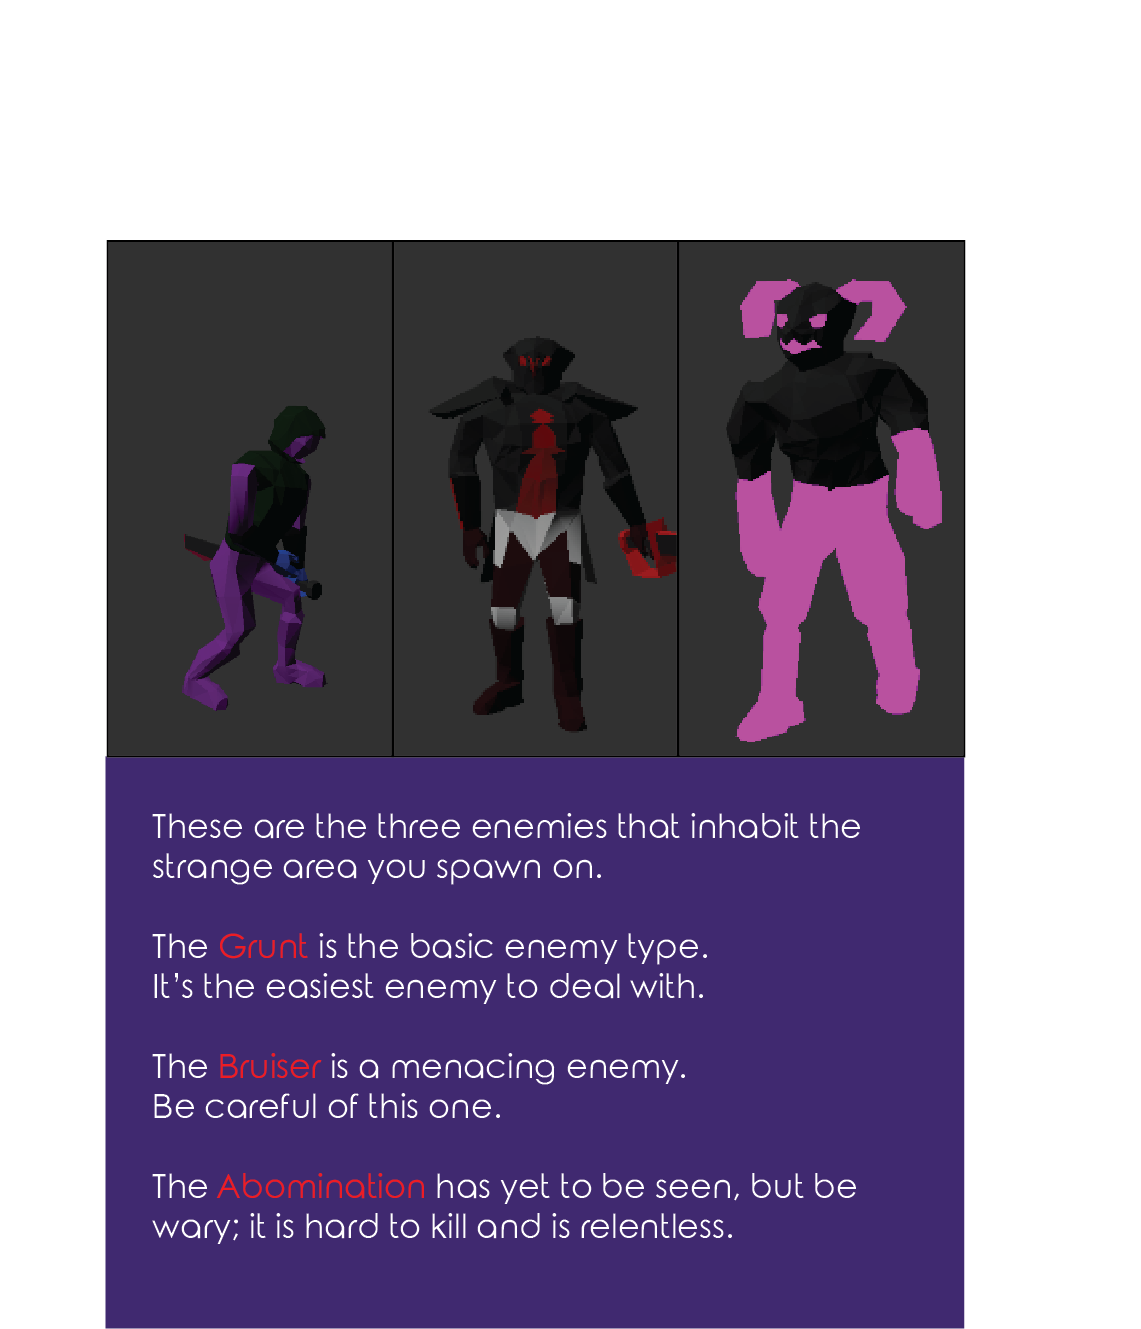 These are the three enemies that inhabit the
strange area you spawn on.
The Grunt is the basic enemy type.
It's the easiest enemy to deal with.
The Bruiser is a menacing enemy.
Be careful of this one.
The Abomination has yet to be seen, but be
wary; it is hard to kill and is relentless.